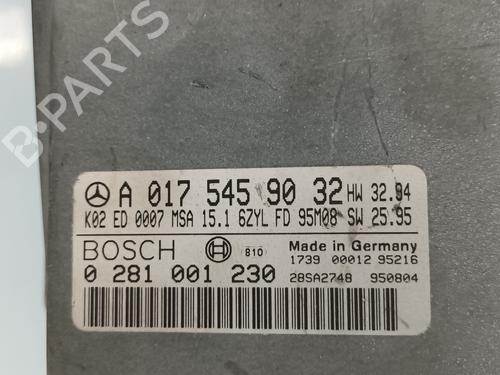 B-PARTS
A 017 545 90 32 HW 32.94
K02 ED 0007 MSA 15.1 6ZYL FD 95M08 SW 25.95
BOSCH 810 Made in Germany
1739 00012 95216
0 281 001 230 28SA2748 950804